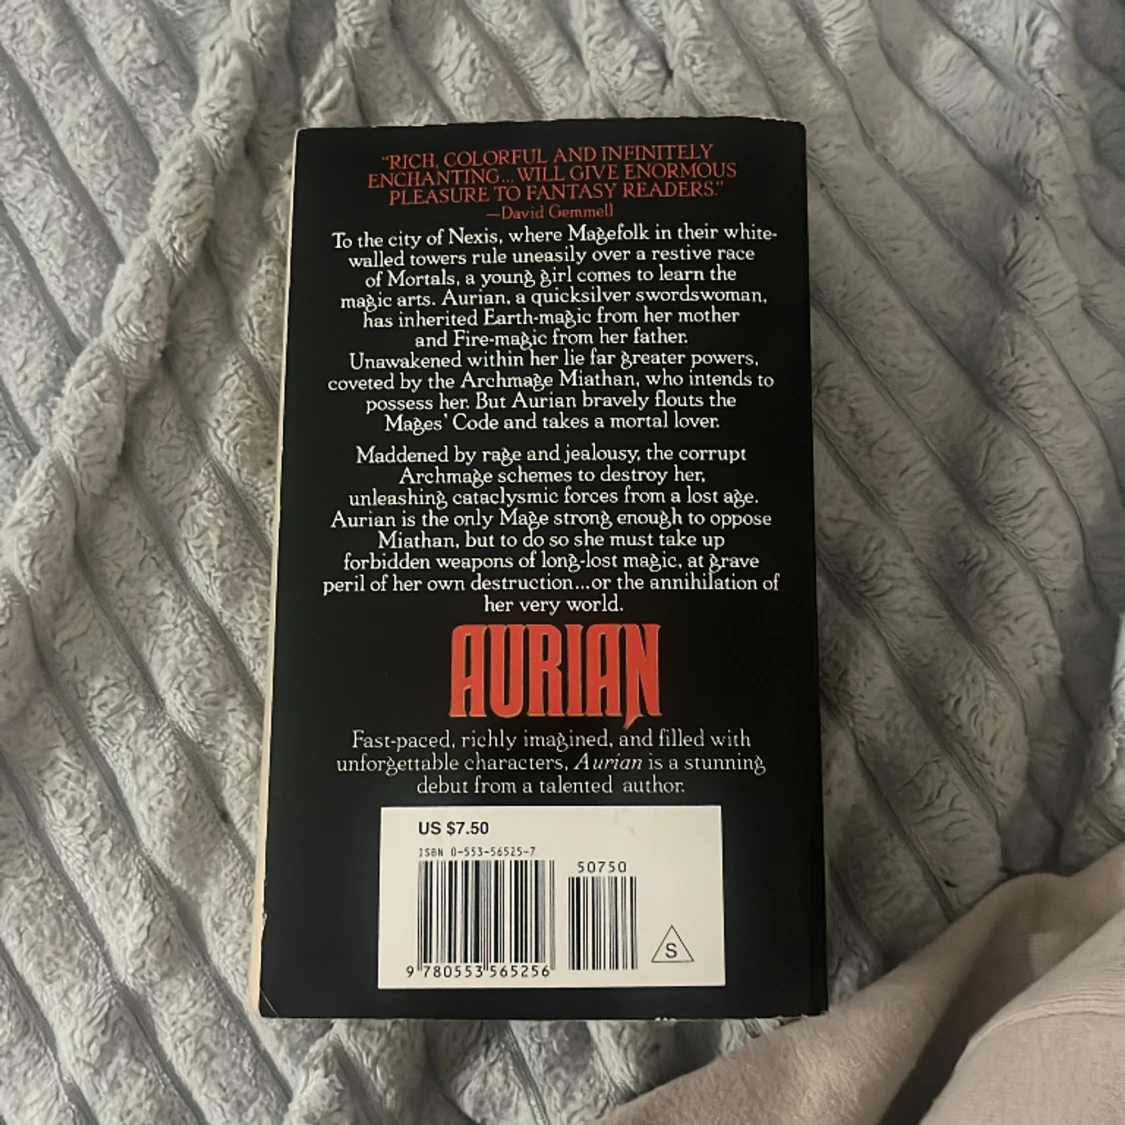 "RICH, COLORFUL AND INFINITELY
ENCHANTING...WILL GIVE ENORMOUS
PLEASURE TO FANTASY READERS."
—David Gemmell
To the city of Nexis, where Magefolk in their white-
walled towers rule uneasily over a restive race
of Mortals, a young girl comes to learn the
magic arts. Aurian, a quicksilver swordswoman,
has inherited Earth-magic from her mother
and Fire-magic from her father.
Unawakened within her lie far greater powers,
coveted by the Archmage Miathan, who intends to
possess her. But Aurian bravely flouts the
Mages' Code and takes a mortal lover.
Maddened by rage and jealousy, the corrupt
Archmage schemes to destroy her,
unleashing cataclysmic forces from a lost age.
Aurian is the only Mage strong enough to oppose
Miathan, but to do so she must take up
forbidden weapons of long-lost magic, at grave
peril of her own destruction...or the annihilation of
her very world.
AURIAN
Fast-paced, richly imagined, and filled with
unforgettable characters, Aurian is a stunning
debut from a talented author.
US $7.50
ISBN 0-553-56525-7
50750
S
9 780553 565256